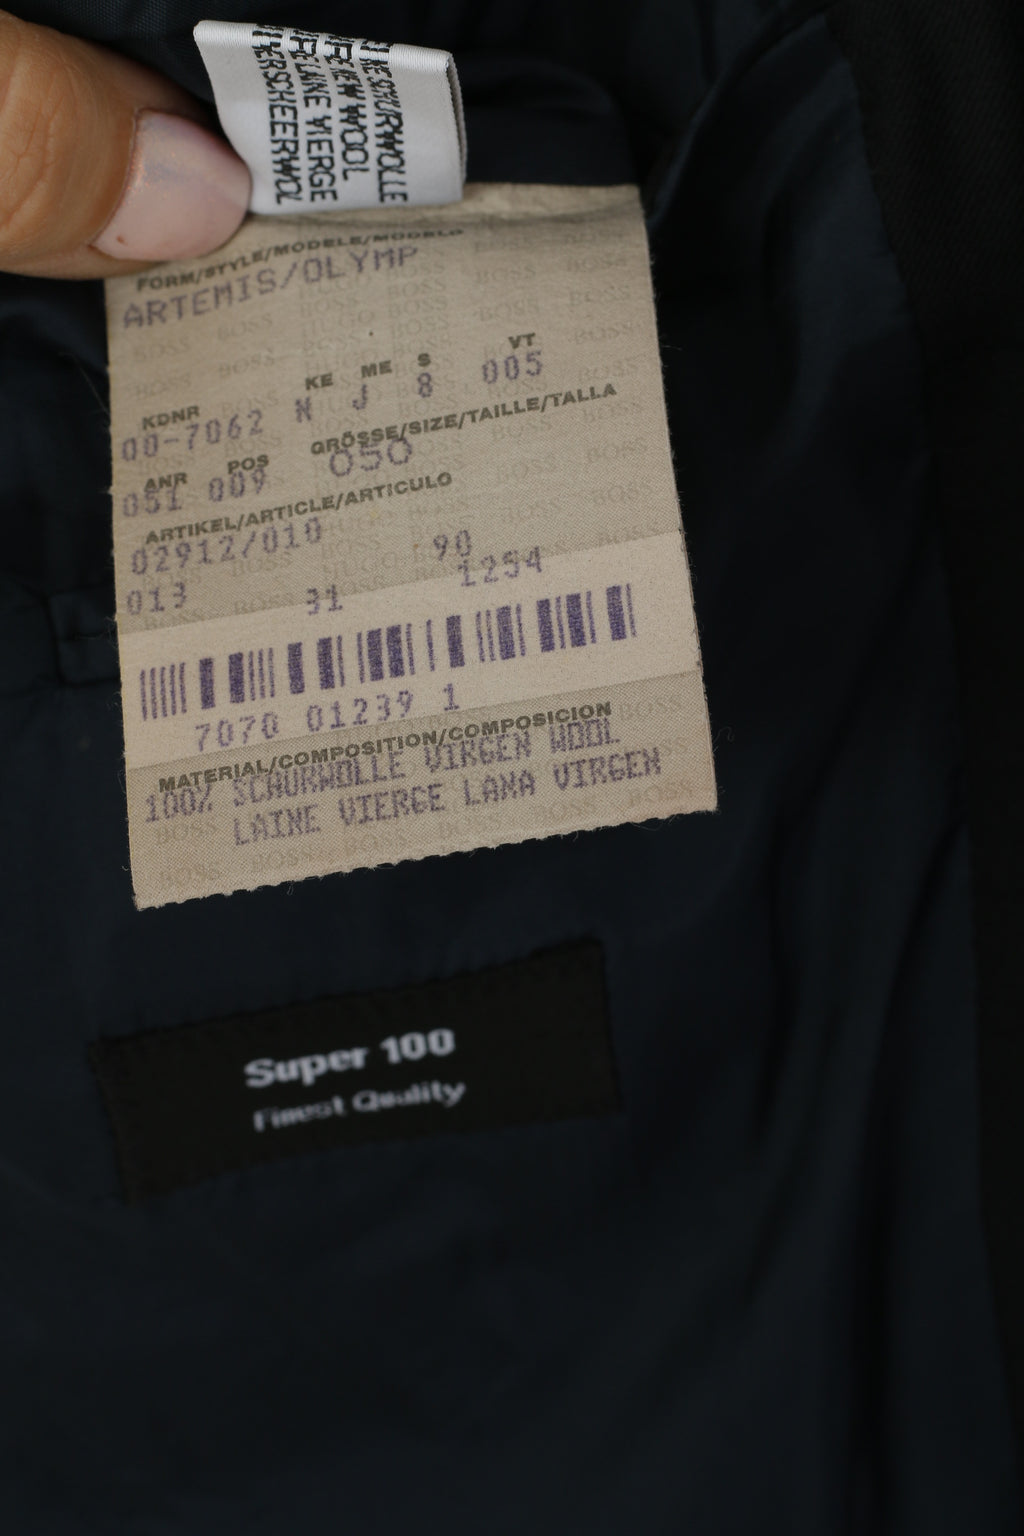 SCHURWOLLE
NEW WOOL
LAINE VIERGE
SCHEERWOL
FORM/STYLE/MODELE/MODELO
ARTEMIS/OLYMP
KDNR KE ME S VT
00-7062 N J 8 005
ANR POS GRÖSSE/SIZE/TAILLE/TALLA
051 009 050
ARTIKEL/ARTICLE/ARTICULO
02912/010 90
013 31 1254
7070 01239 1
MATERIAL/COMPOSITION/COMPOSICION
100% SCHURWOLLE VIRGEN WOOL
LAINE VIERGE LANA VIRGEN
Super 100
Finest Quality